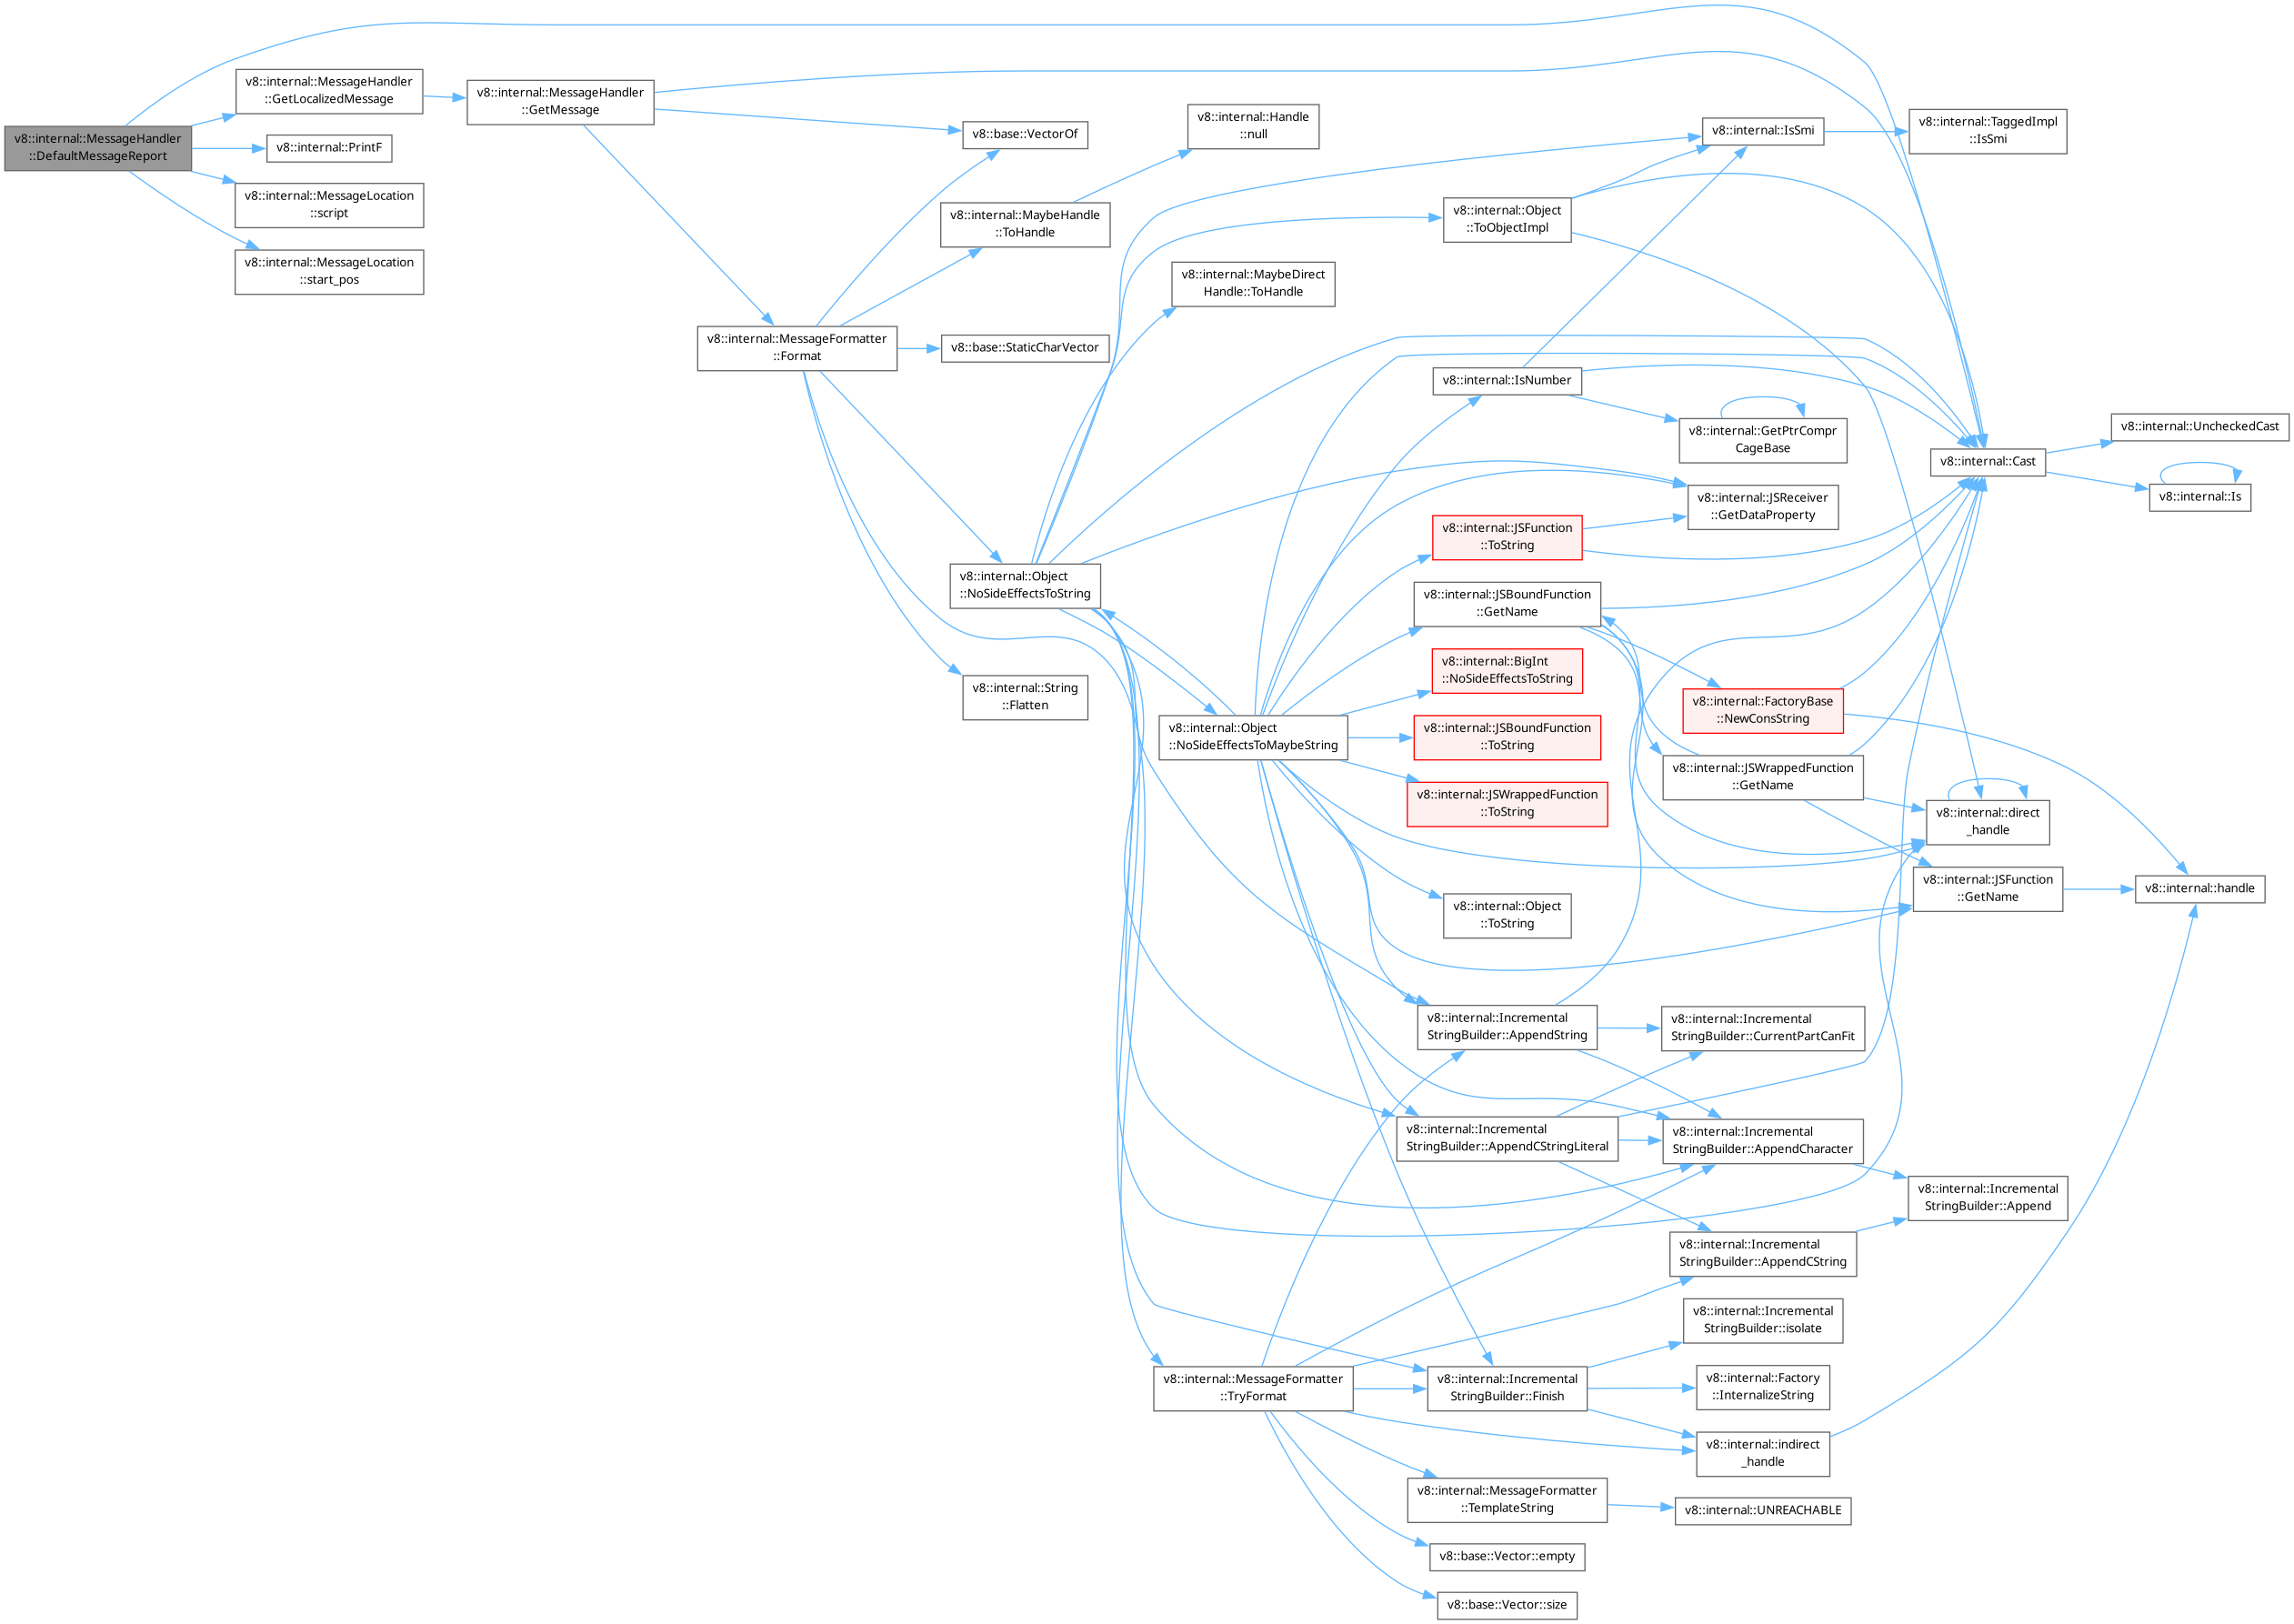 v8::internal::MessageHandler
::DefaultMessageReport
v8::internal::MessageHandler
::GetLocalizedMessage
v8::internal::PrintF
v8::internal::MessageLocation
::script
v8::internal::MessageLocation
::start_pos
v8::internal::MessageHandler
::GetMessage
v8::internal::MessageFormatter
::Format
v8::base::VectorOf
v8::internal::MaybeHandle
::ToHandle
v8::base::StaticCharVector
v8::internal::Object
::NoSideEffectsToString
v8::internal::String
::Flatten
v8::internal::Handle
::null
v8::internal::MaybeDirect
Handle::ToHandle
v8::internal::Object
::NoSideEffectsToMaybeString
v8::internal::MessageFormatter
::TryFormat
v8::internal::Object
::ToObjectImpl
v8::internal::IsNumber
v8::internal::JSFunction
::ToString
v8::internal::JSBoundFunction
::GetName
v8::internal::BigInt
::NoSideEffectsToString
v8::internal::JSBoundFunction
::ToString
v8::internal::JSWrappedFunction
::ToString
v8::internal::Object
::ToString
v8::internal::Incremental
StringBuilder::AppendString
v8::internal::Incremental
StringBuilder::AppendCStringLiteral
v8::internal::Incremental
StringBuilder::Finish
v8::internal::MessageFormatter
::TemplateString
v8::base::Vector::empty
v8::base::Vector::size
v8::internal::IsSmi
v8::internal::GetPtrCompr
CageBase
v8::internal::JSReceiver
::GetDataProperty
v8::internal::FactoryBase
::NewConsString
v8::internal::JSWrappedFunction
::GetName
v8::internal::Incremental
StringBuilder::CurrentPartCanFit
v8::internal::Incremental
StringBuilder::AppendCharacter
v8::internal::Incremental
StringBuilder::AppendCString
v8::internal::Incremental
StringBuilder::isolate
v8::internal::Factory
::InternalizeString
v8::internal::indirect
_handle
v8::internal::UNREACHABLE
v8::internal::TaggedImpl
::IsSmi
v8::internal::Cast
v8::internal::direct
_handle
v8::internal::JSFunction
::GetName
v8::internal::Incremental
StringBuilder::Append
v8::internal::UncheckedCast
v8::internal::Is
v8::internal::handle